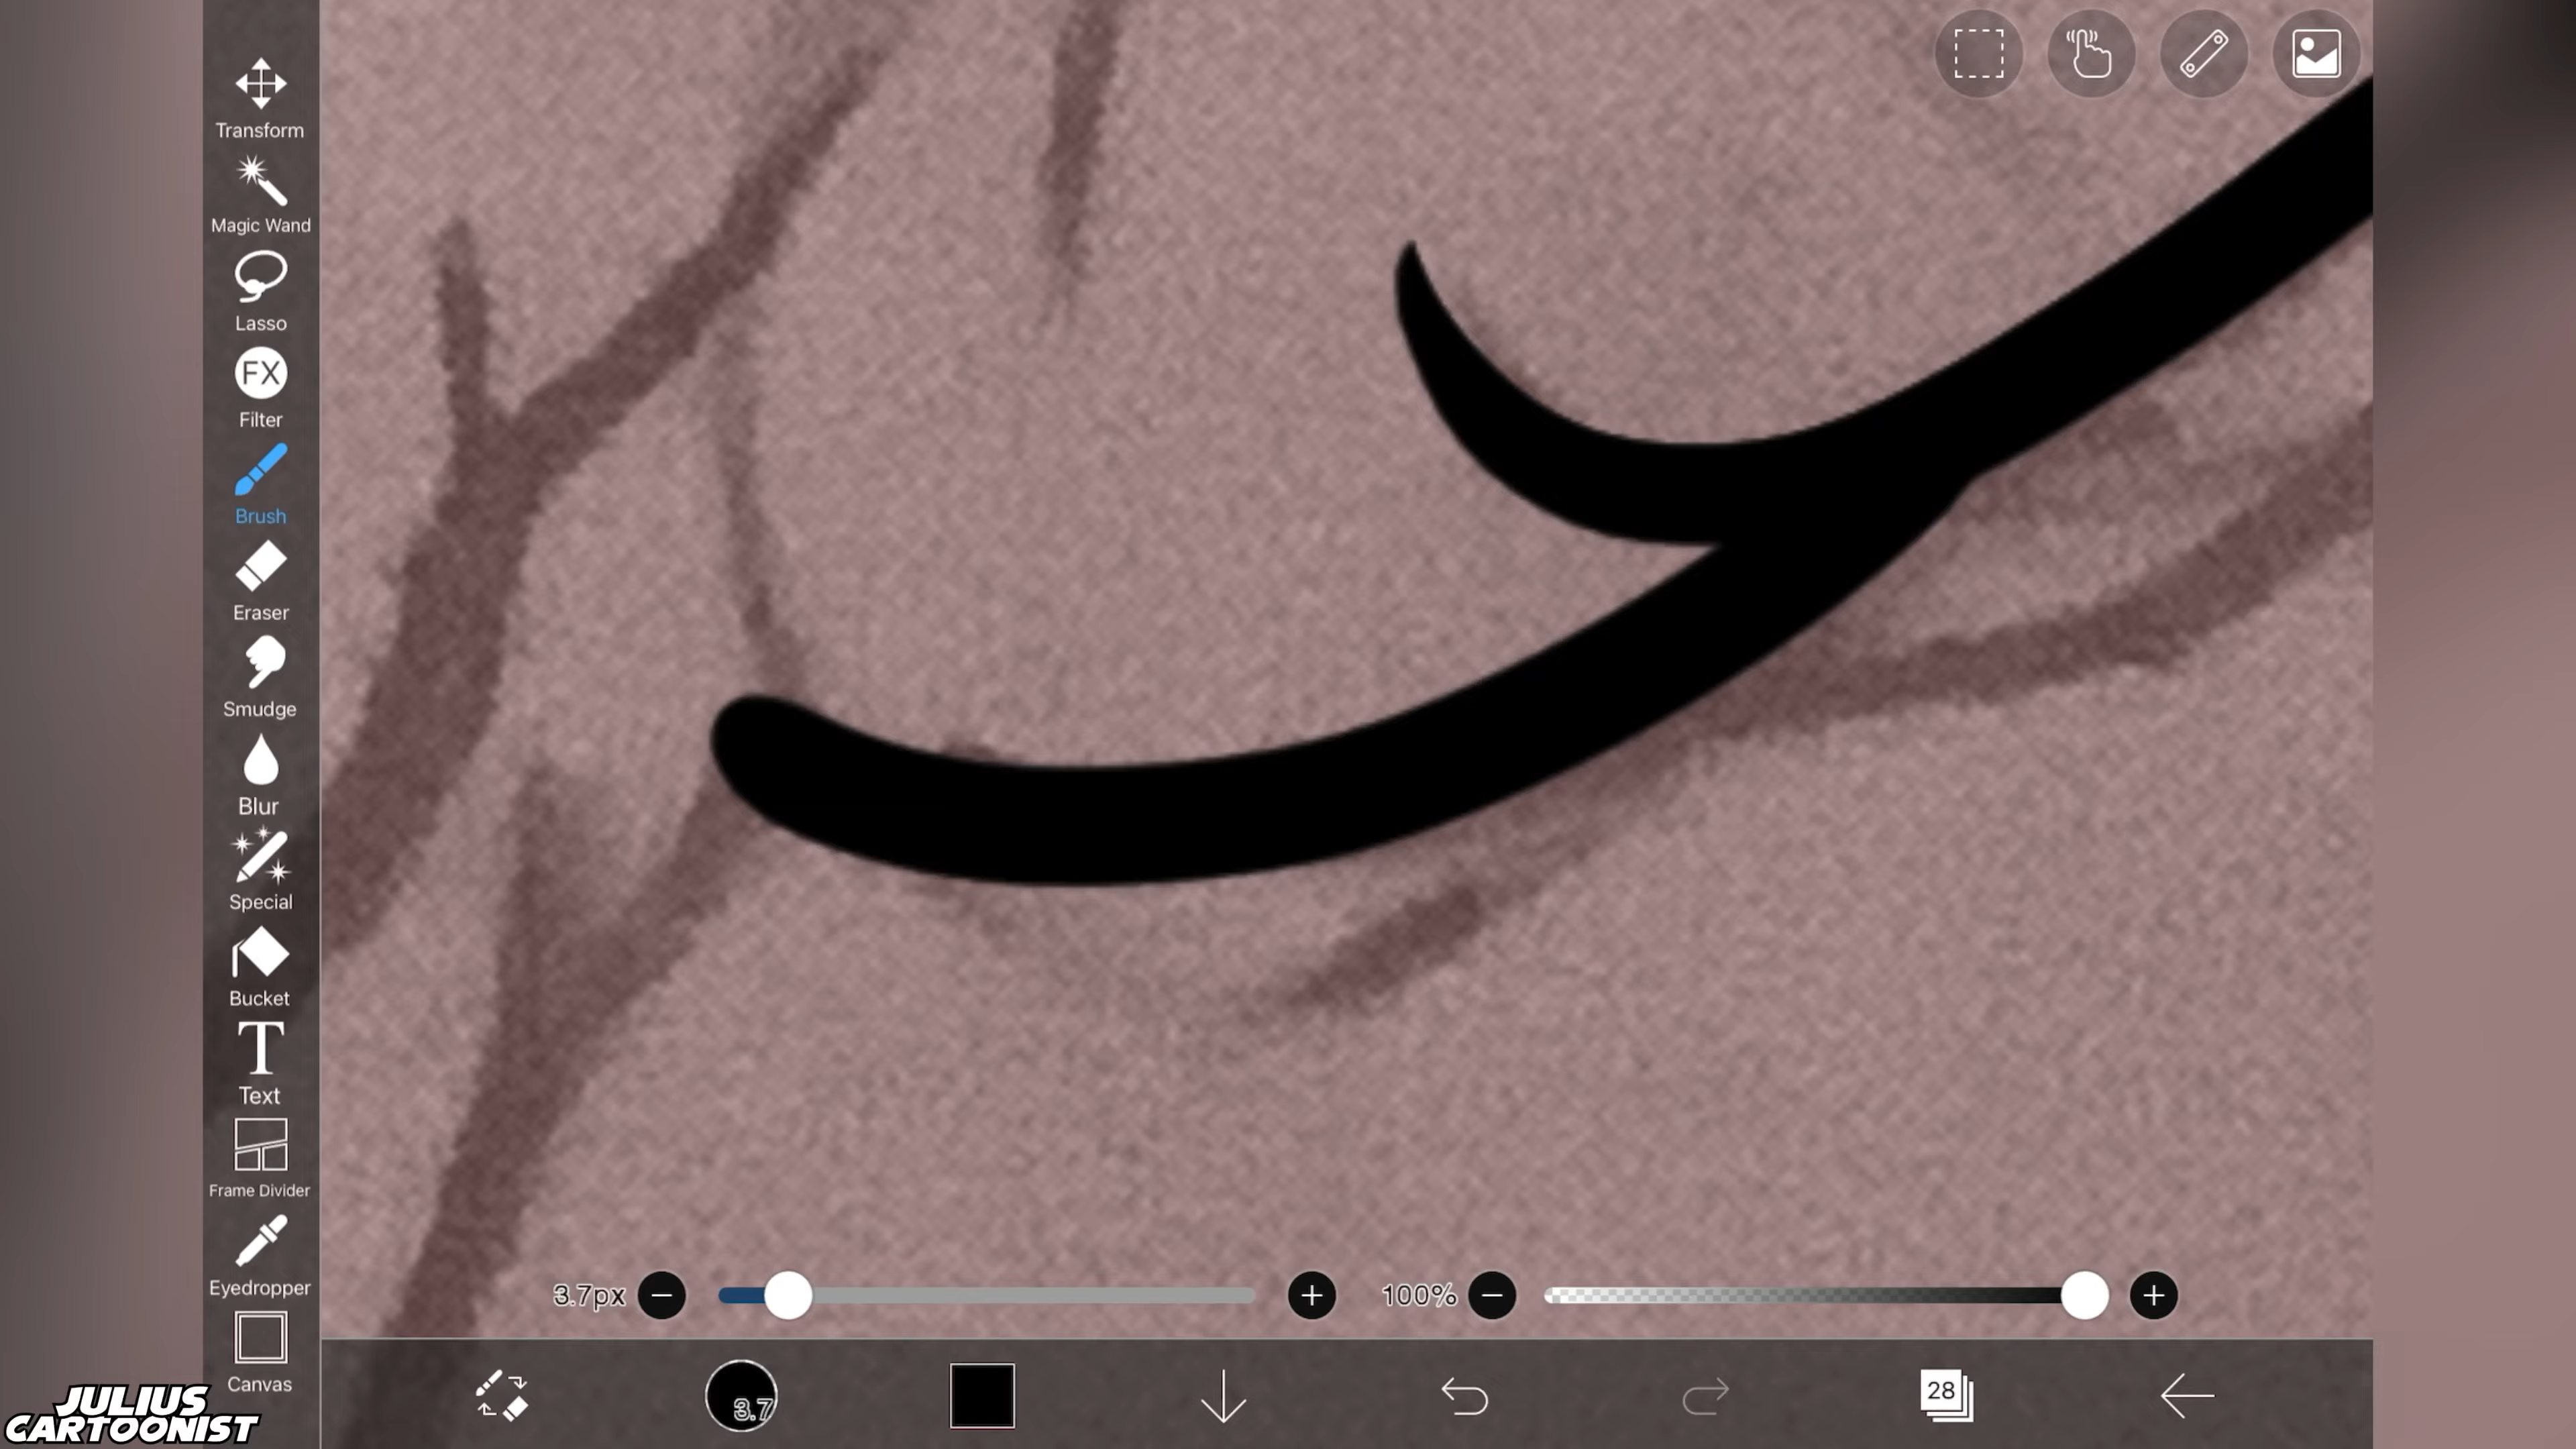 Transform
Magic Wand
Lasso
FX
Filter
Brush
Eraser
Smudge
Blur
Special
Bucket
T
Text
Frame Divider
Eyedropper
Canvas
3.7px
100%
3.7
28
JULIUS
CARTOONIST